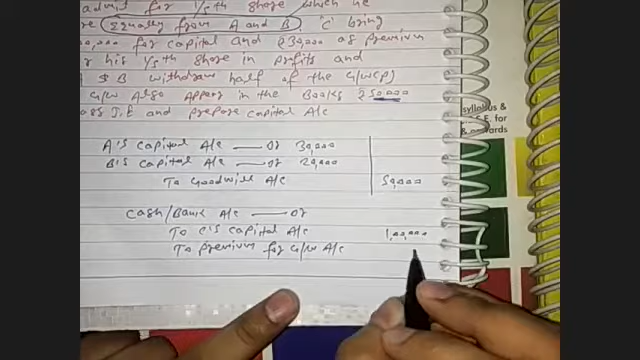 admit for 1/5th share which he
Equally from A and B. 'C' bring
for capital and ₹30,000 as premium
his 1/5th share in profits and
& B withdraw half of the G/w (P)
G/w Also Appear in the Books ₹50,000
J.E and prepare capital A/c
A's capital A/c —— Dr 30,000
B's capital A/c —— Dr 20,000
To Goodwill A/c 50,000
Cash/Bank A/c —— Dr
To C's capital A/c 1,00,000
To premium for G/w A/c
syllabus &
for